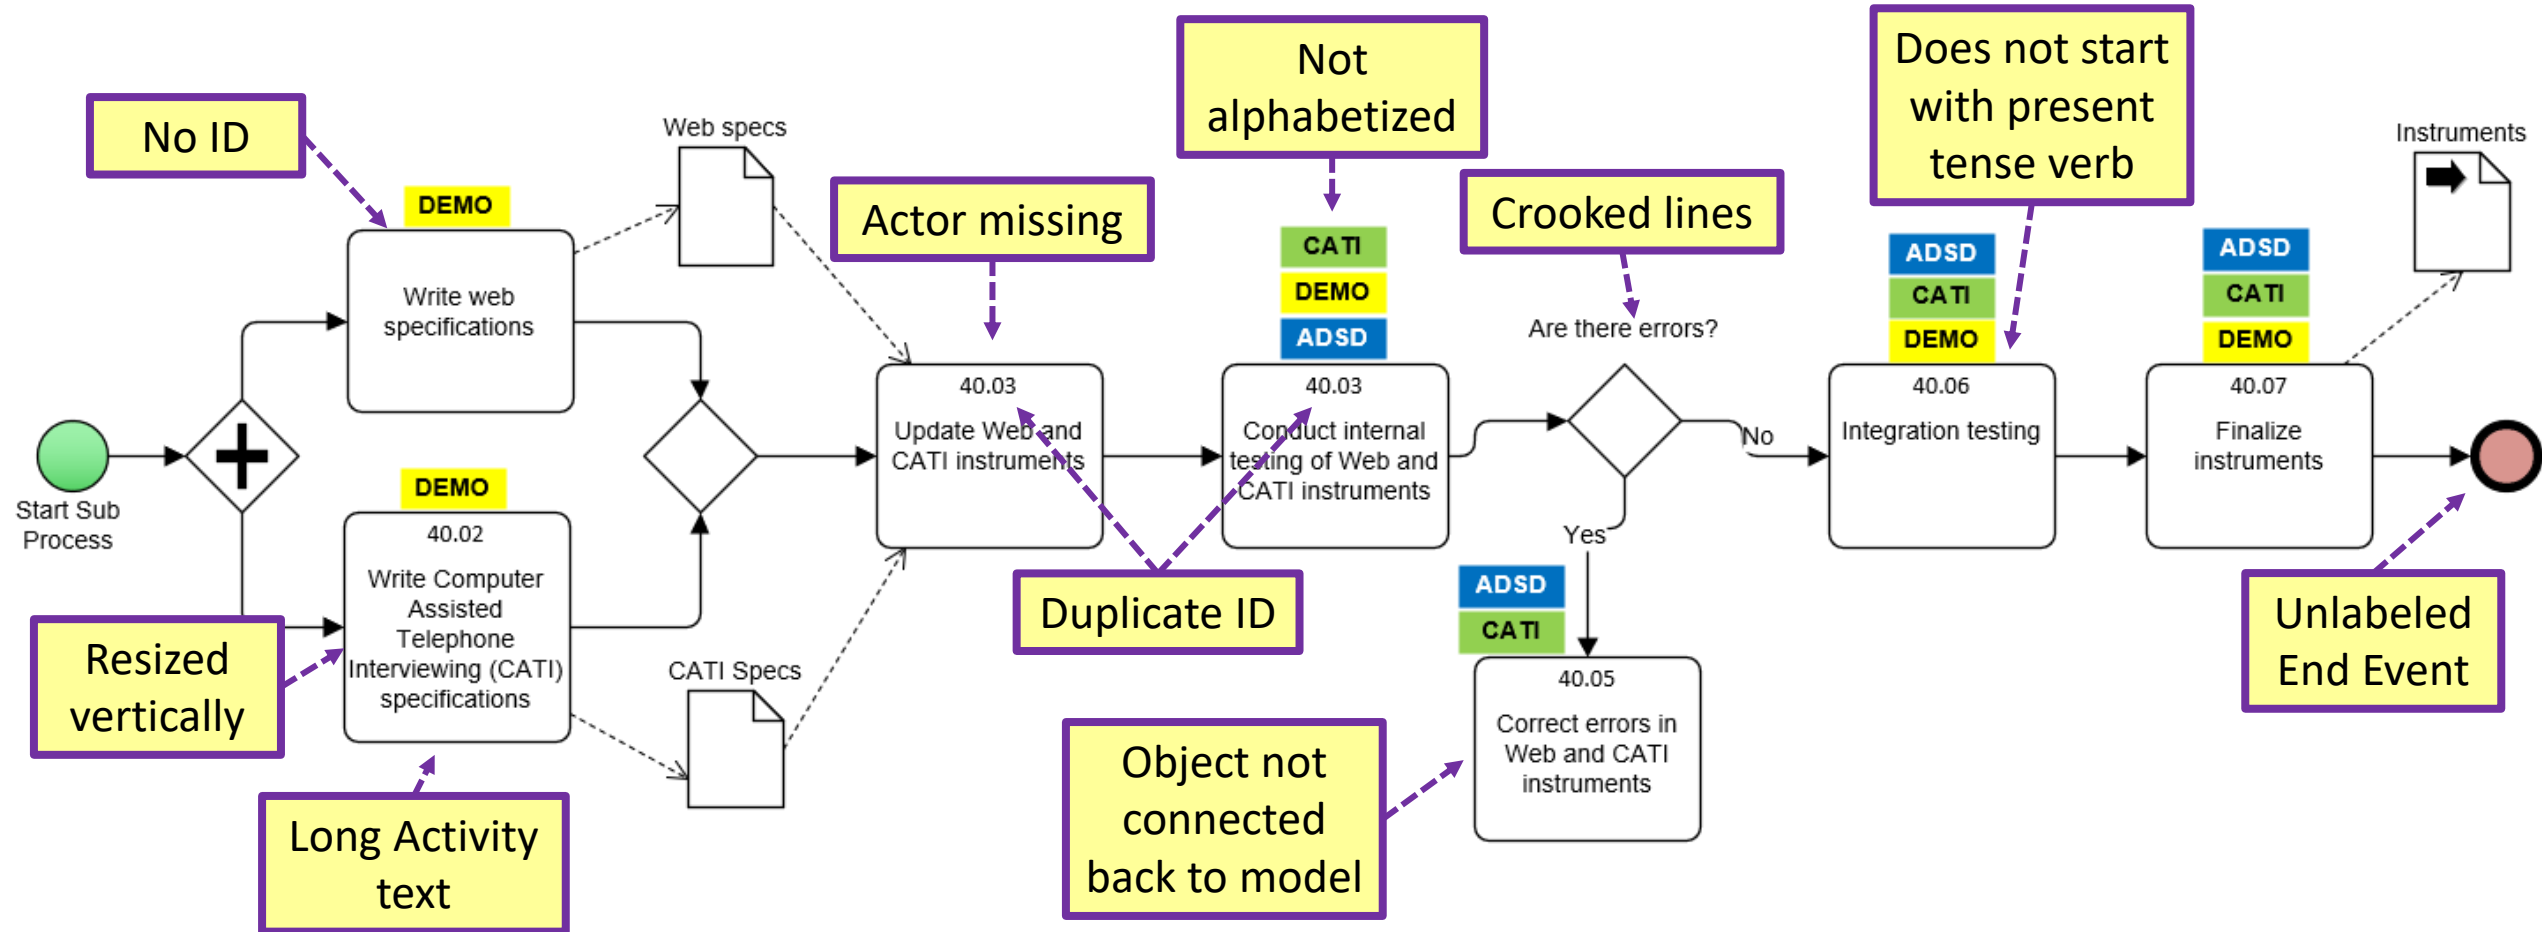 No ID
DEMO
Write web
specifications
Start Sub
Process
DEMO
40.02
Write Computer
Assisted
Telephone
Interviewing (CATI)
specifications
Resized
vertically
Long Activity
text
Web specs
CATI Specs
Actor missing
40.03
Update Web and
CATI instruments
Duplicate ID
Not
alphabetized
CATI
DEMO
ADSD
40.03
Conduct internal
testing of Web and
CATI instruments
Crooked lines
Are there errors?
No
Yes
ADSD
CATI
40.05
Correct errors in
Web and CATI
instruments
Object not
connected
back to model
Does not start
with present
tense verb
ADSD
CATI
DEMO
40.06
Integration testing
ADSD
CATI
DEMO
40.07
Finalize
instruments
Instruments
Unlabeled
End Event